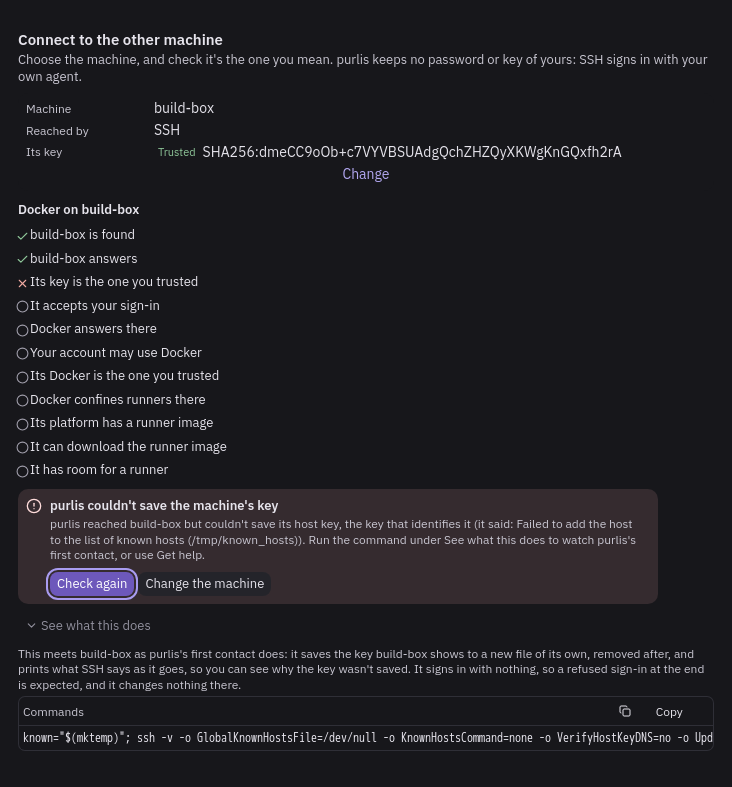 Connect to the other machine
Choose the machine, and check it's the one you mean. purlis keeps no password or key of yours: SSH signs in with your
own agent.
Machine build-box
Reached by SSH
Its key Trusted SHA256:dmeCC9oOb+c7VYVBSUAdgQchZHZQyXKWgKnGQxfh2rA
Change
Docker on build-box
build-box is found
build-box answers
Its key is the one you trusted
It accepts your sign-in
Docker answers there
Your account may use Docker
Its Docker is the one you trusted
Docker confines runners there
Its platform has a runner image
It can download the runner image
It has room for a runner
purlis couldn't save the machine's key
purlis reached build-box but couldn't save its host key, the key that identifies it (it said: Failed to add the host
to the list of known hosts (/tmp/known_hosts)). Run the command under See what this does to watch purlis's
first contact, or use Get help.
Check again Change the machine
See what this does
This meets build-box as purlis's first contact does: it saves the key build-box shows to a new file of its own, removed after, and
prints what SSH says as it goes, so you can see why the key wasn't saved. It signs in with nothing, so a refused sign-in at the end
is expected, and it changes nothing there.
Commands Copy
known="$(mktemp)"; ssh -v -o GlobalKnownHostsFile=/dev/null -o KnownHostsCommand=none -o VerifyHostKeyDNS=no -o Upd